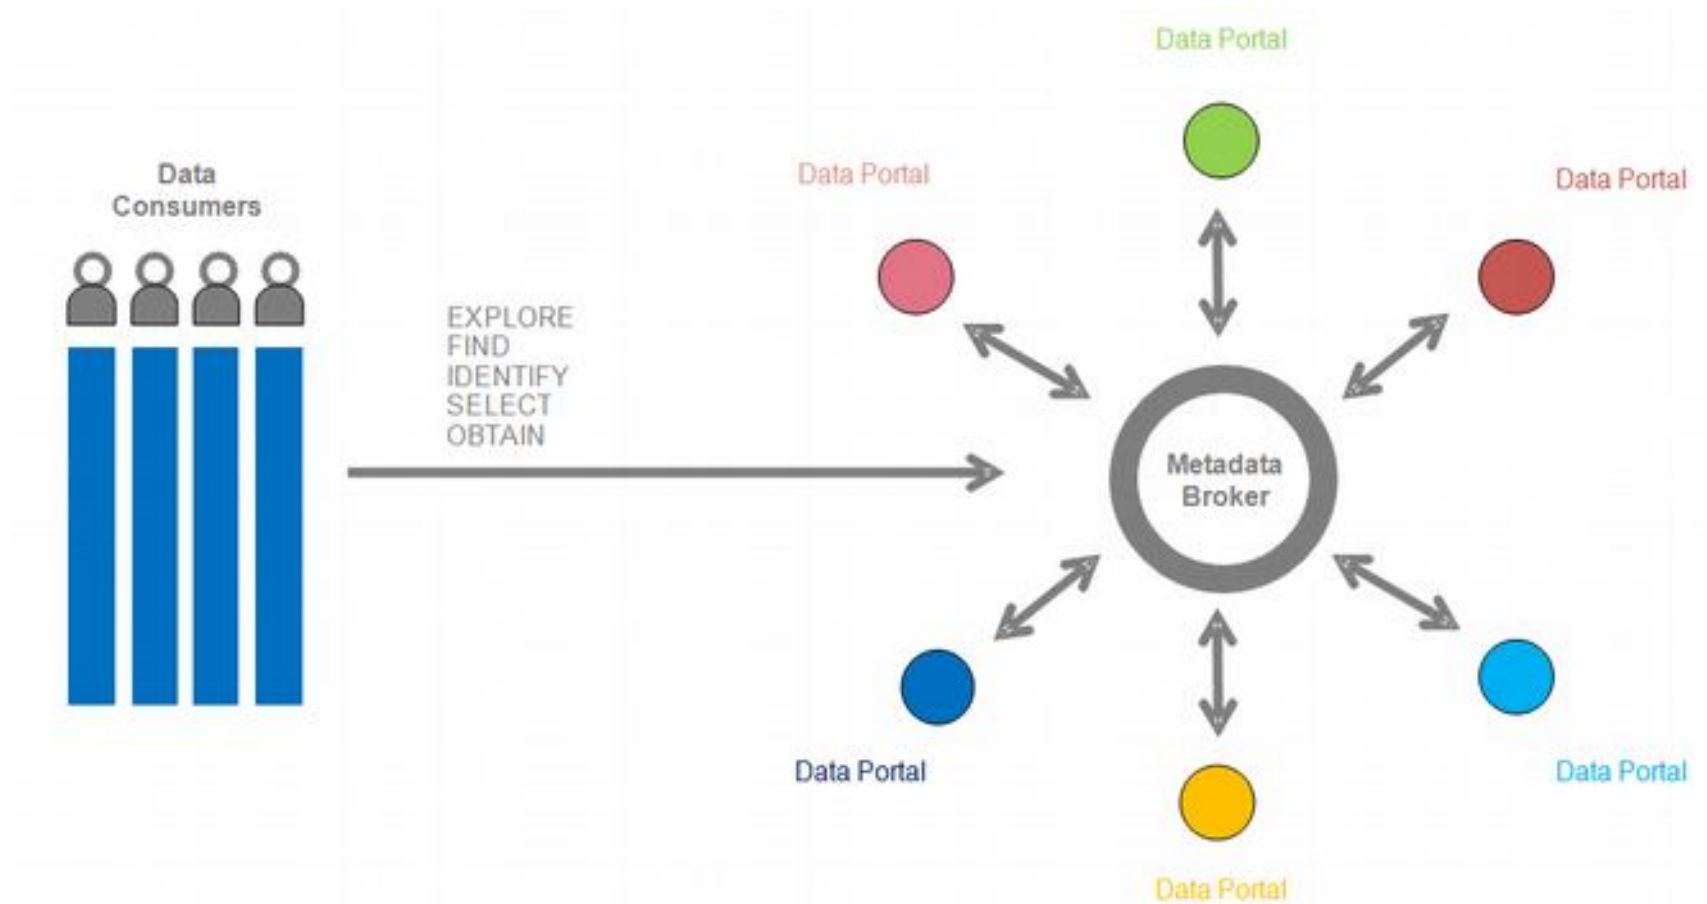 Data Portal
Data Portal
Data Portal
Data
Consumers
EXPLORE
FIND
IDENTIFY
SELECT
OBTAIN
Metadata
Broker
Data Portal
Data Portal
Data Portal